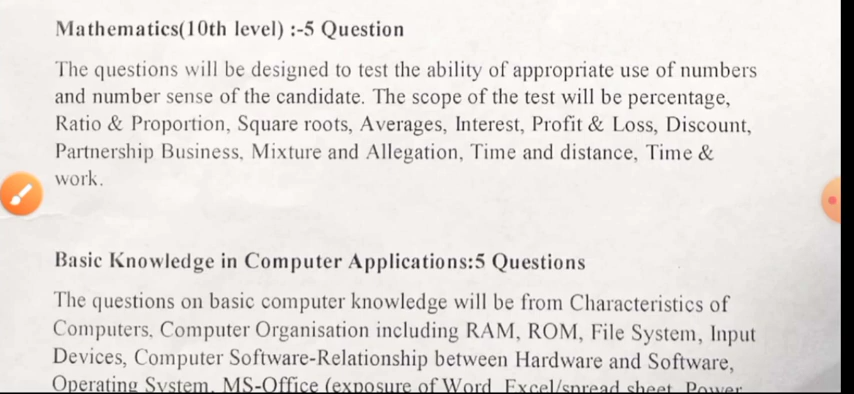 Mathematics(10th level) :-5 Question
The questions will be designed to test the ability of appropriate use of numbers
and number sense of the candidate. The scope of the test will be percentage,
Ratio & Proportion, Square roots, Averages, Interest, Profit & Loss, Discount,
Partnership Business, Mixture and Allegation, Time and distance, Time &
work.
Basic Knowledge in Computer Applications:5 Questions
The questions on basic computer knowledge will be from Characteristics of
Computers, Computer Organisation including RAM, ROM, File System, Input
Devices, Computer Software-Relationship between Hardware and Software,
Operating System, MS-Office (exposure of Word, Excel/spread sheet, Power